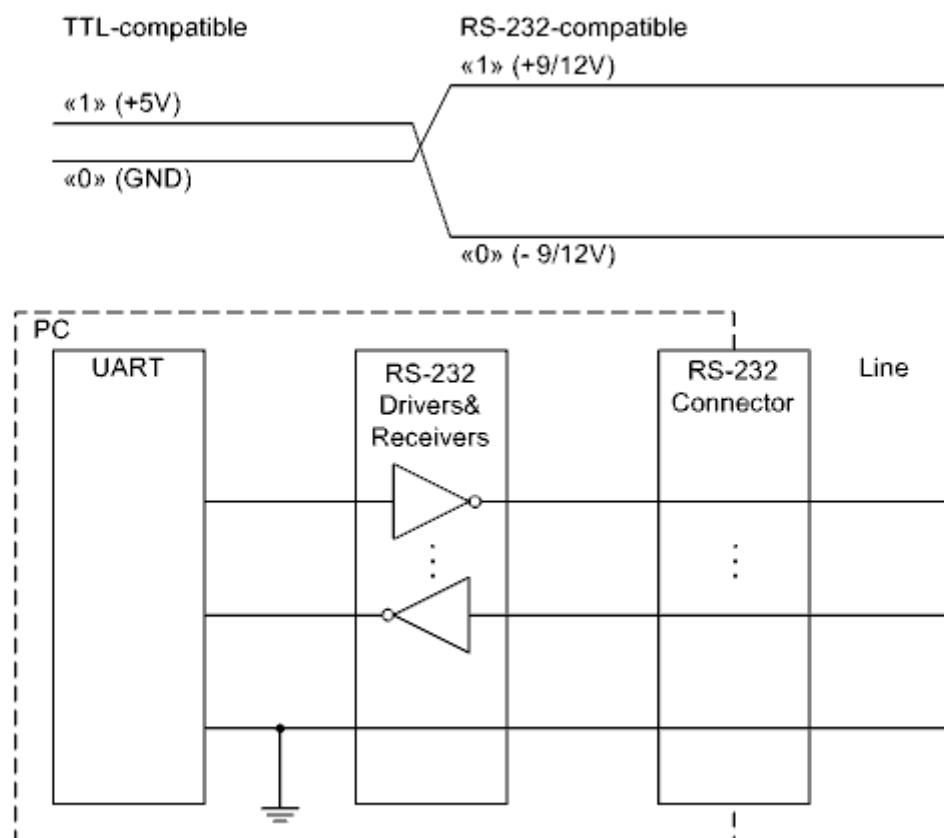 TTL-compatible
RS-232-compatible
«1» (+9/12V)
«1» (+5V)
«0» (GND)
«0» (- 9/12V)
PC
UART
RS-232
Drivers&
Receivers
RS-232
Connector
Line